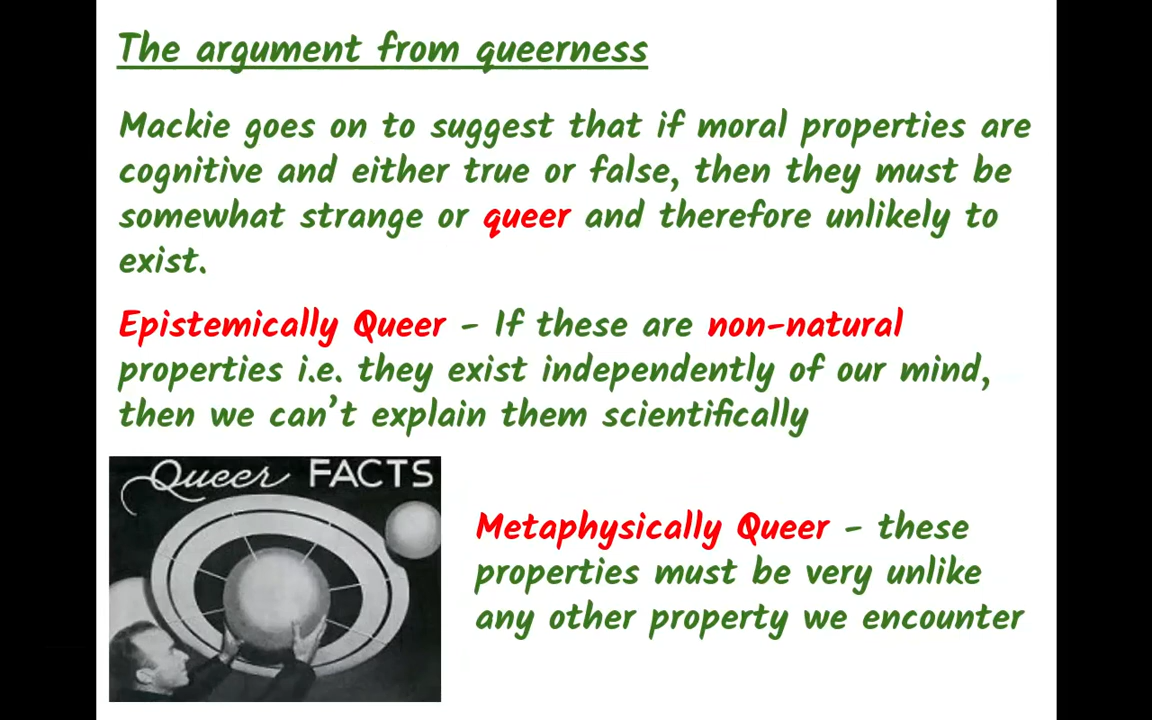 The argument from queerness
Mackie goes on to suggest that if moral properties are
cognitive and either true or false, then they must be
somewhat strange or queer and therefore unlikely to
exist.
Epistemically Queer - If these are non-natural
properties i.e. they exist independently of our mind,
then we can't explain them scientifically
Queer FACTS
Metaphysically Queer - these
properties must be very unlike
any other property we encounter